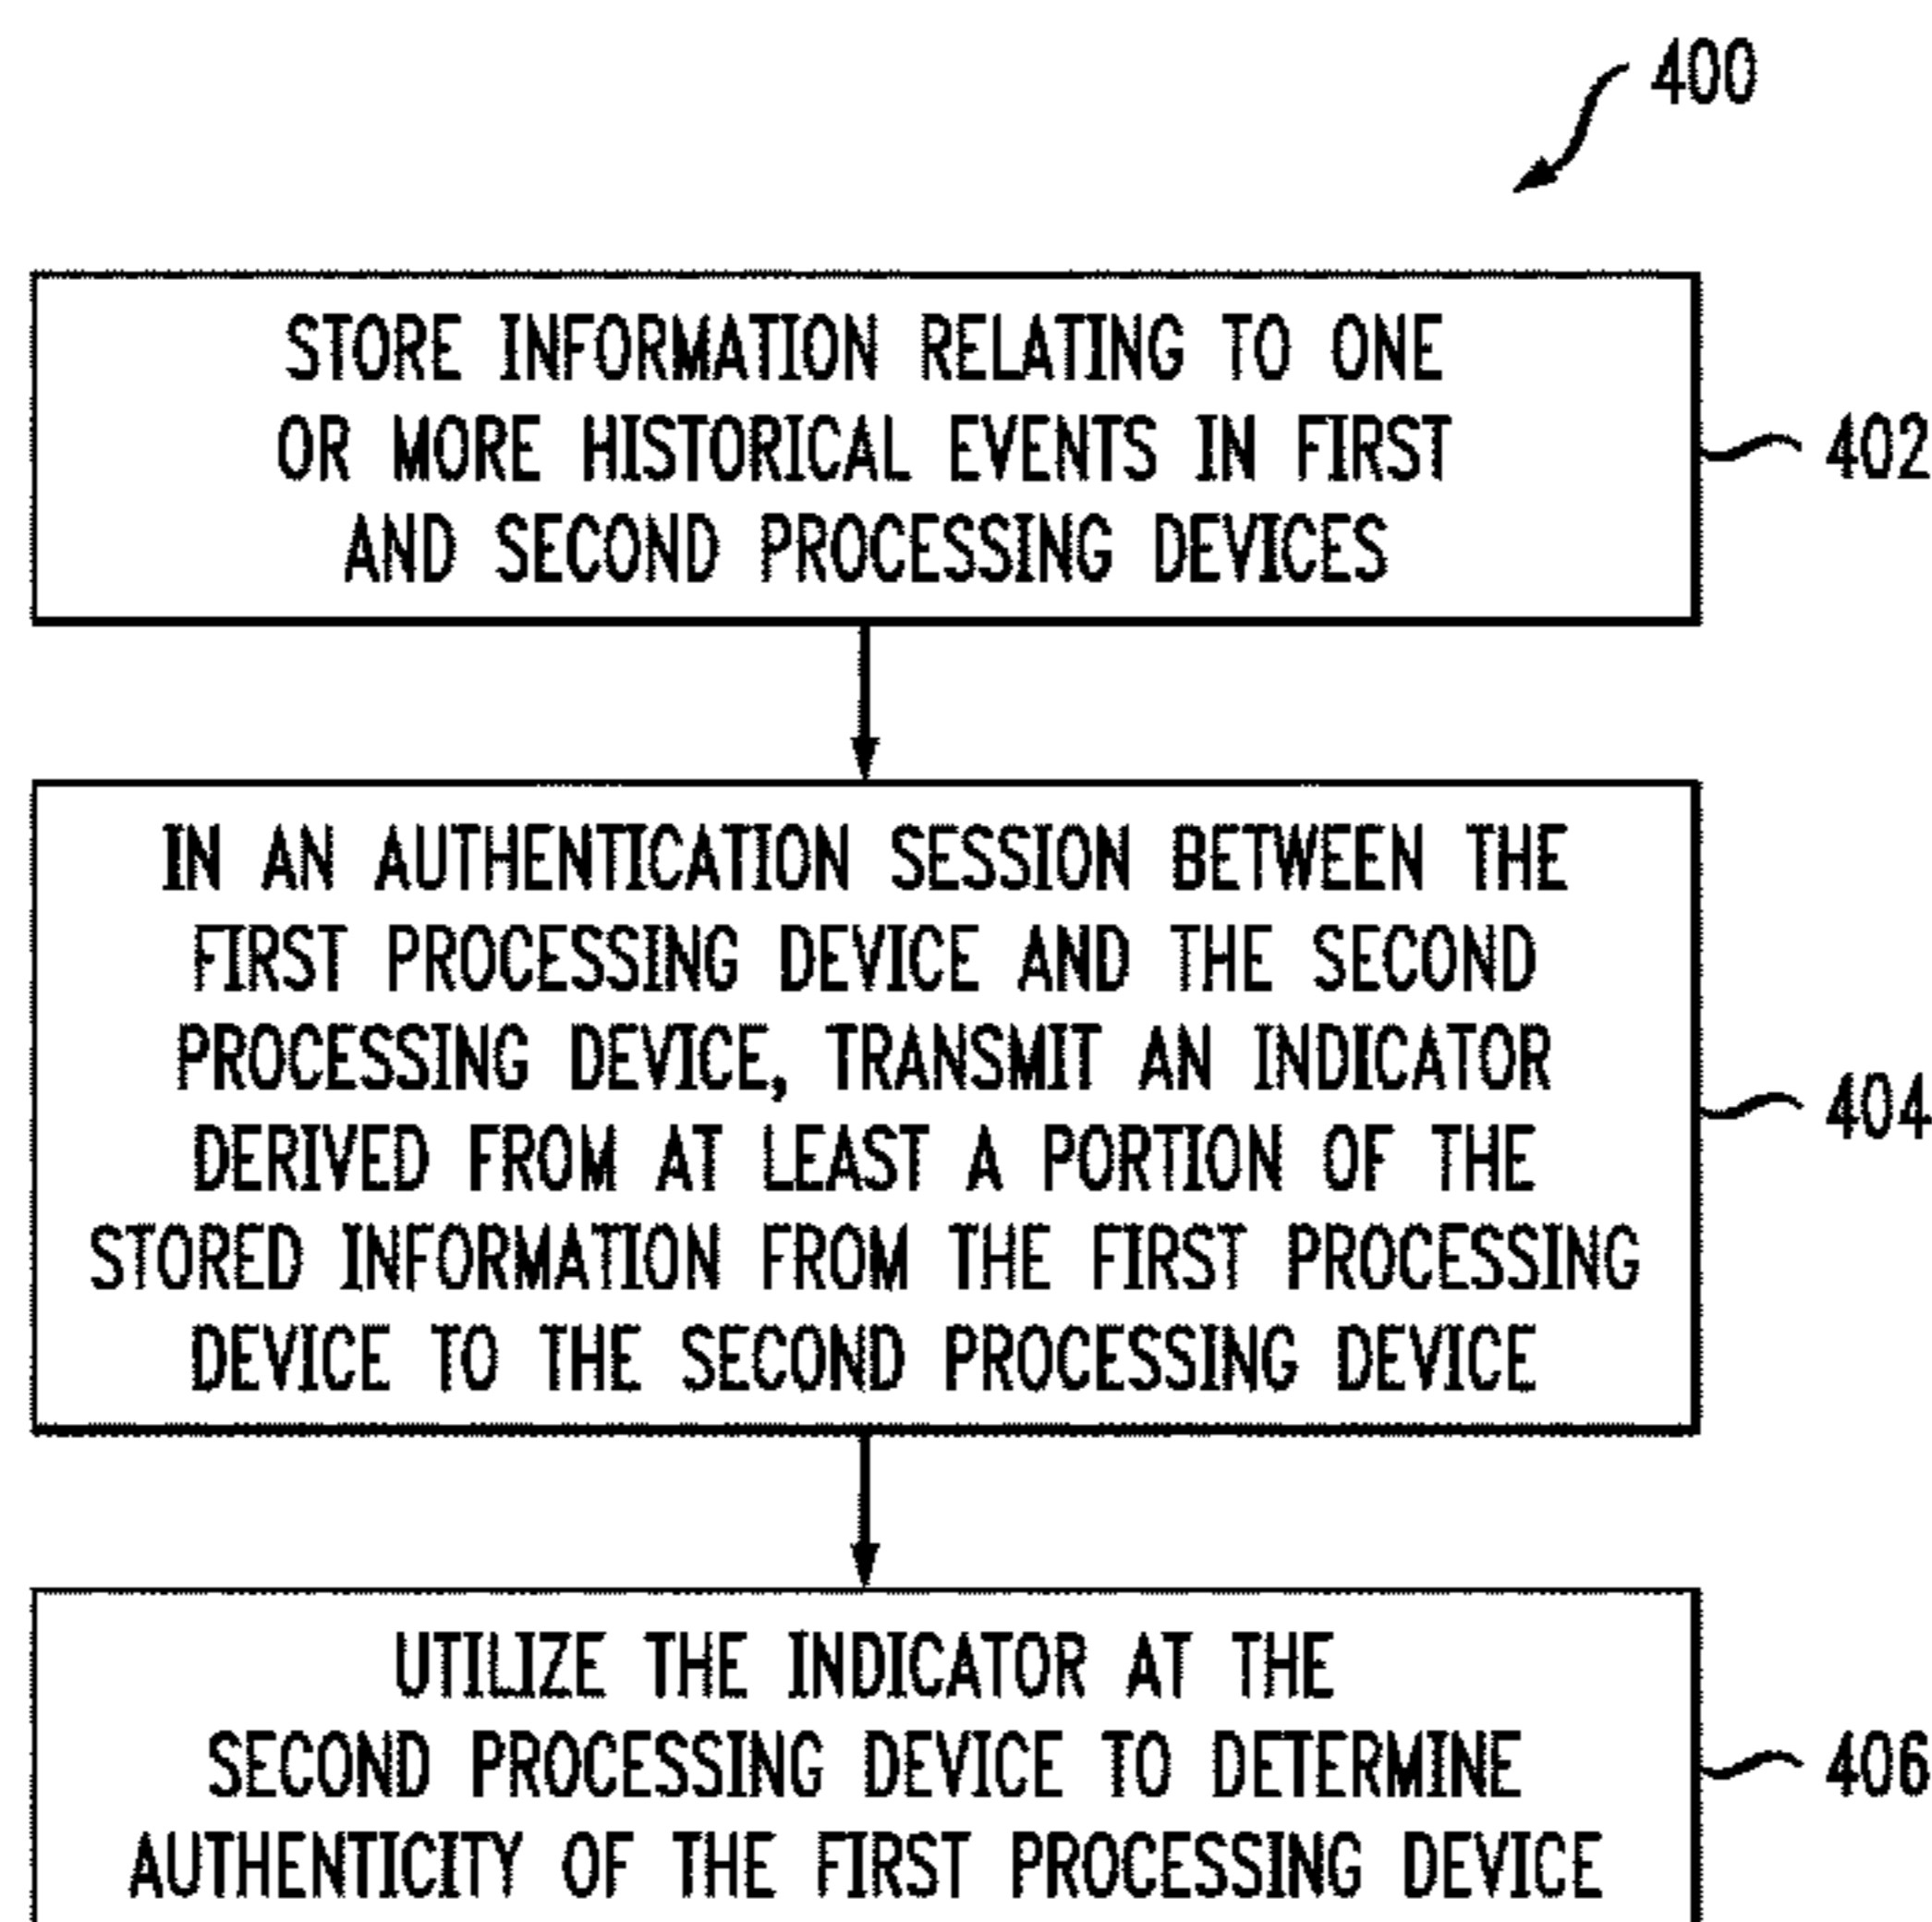 400
STORE INFORMATION RELATING TO ONE
OR MORE HISTORICAL EVENTS IN FIRST
AND SECOND PROCESSING DEVICES
402
IN AN AUTHENTICATION SESSION BETWEEN THE
FIRST PROCESSING DEVICE AND THE SECOND
PROCESSING DEVICE, TRANSMIT AN INDICATOR
DERIVED FROM AT LEAST A PORTION OF THE
STORED INFORMATION FROM THE FIRST PROCESSING
DEVICE TO THE SECOND PROCESSING DEVICE
404
UTILIZE THE INDICATOR AT THE
SECOND PROCESSING DEVICE TO DETERMINE
AUTHENTICITY OF THE FIRST PROCESSING DEVICE
406